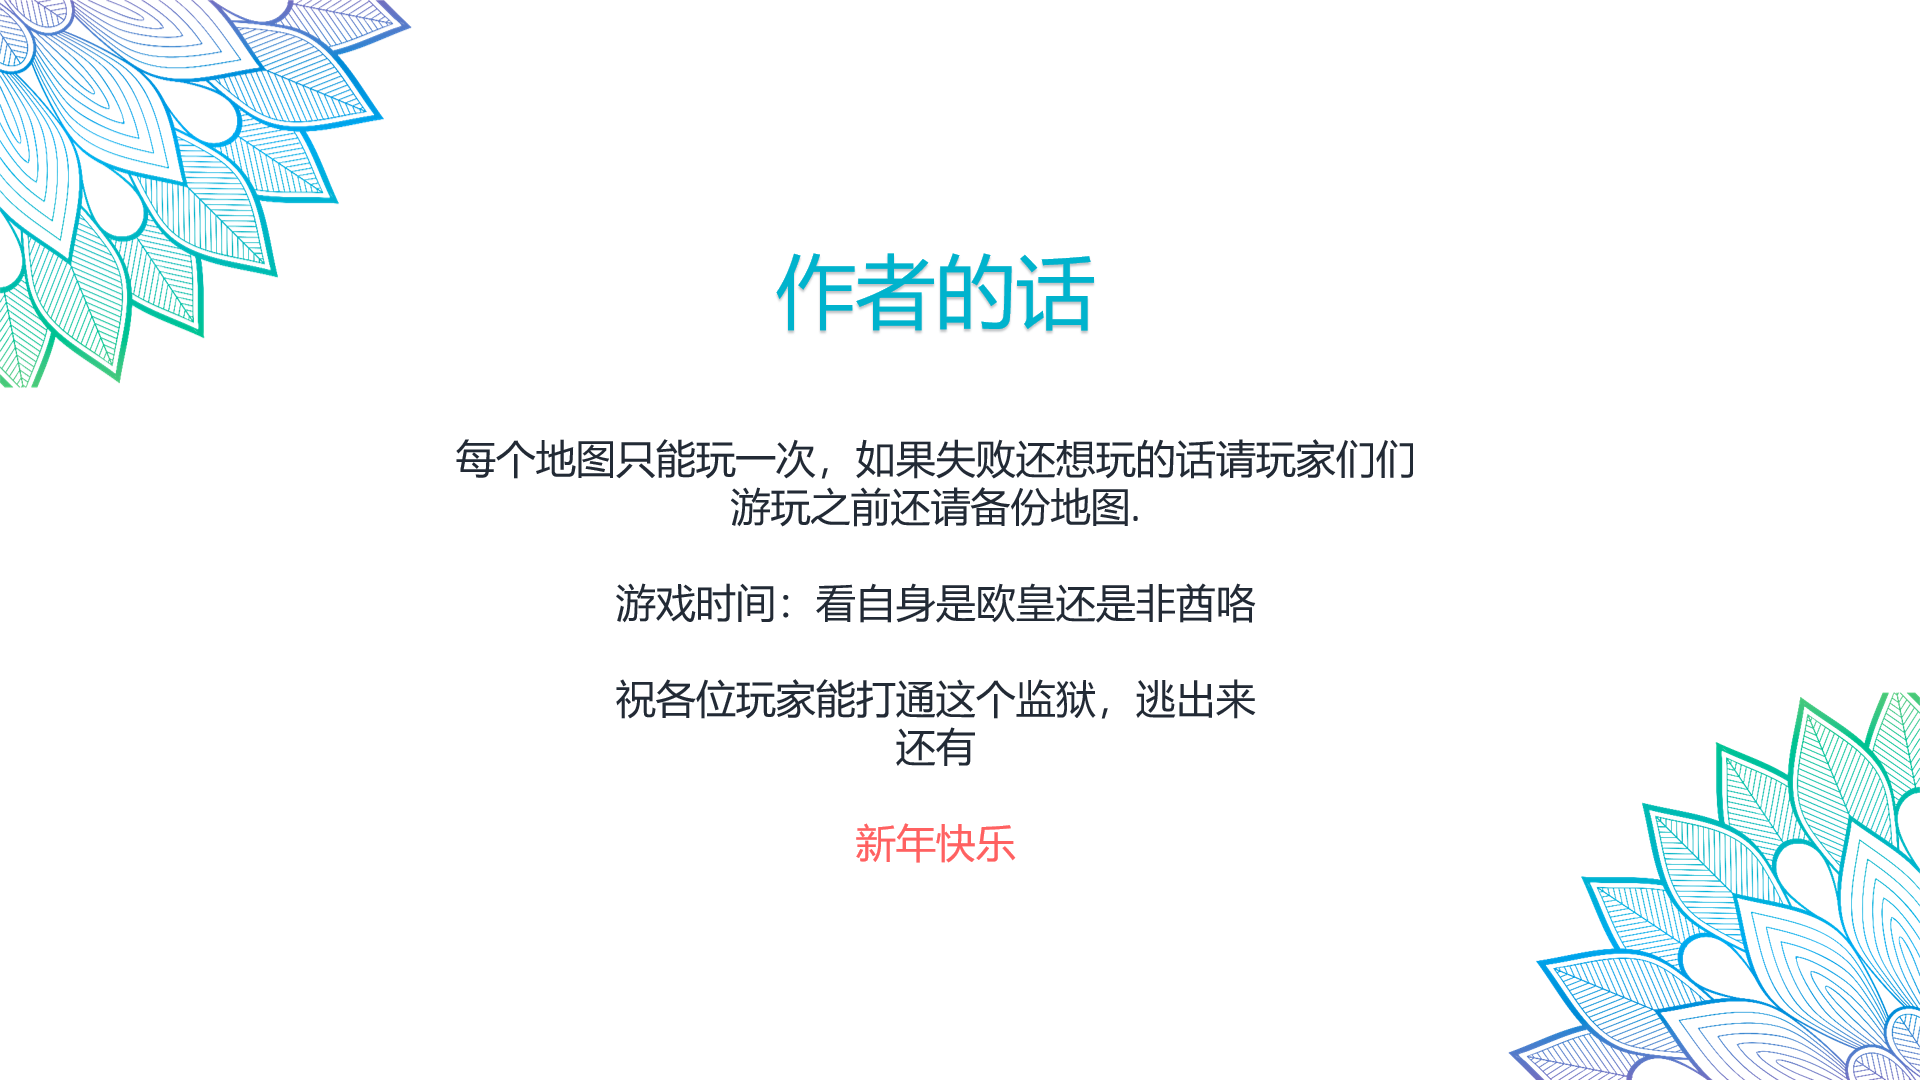 作者的话
每个地图只能玩一次，如果失败还想玩的话请玩家们们
游玩之前还请备份地图.
游戏时间：看自身是欧皇还是非酋咯
祝各位玩家能打通这个监狱，逃出来
还有
新年快乐